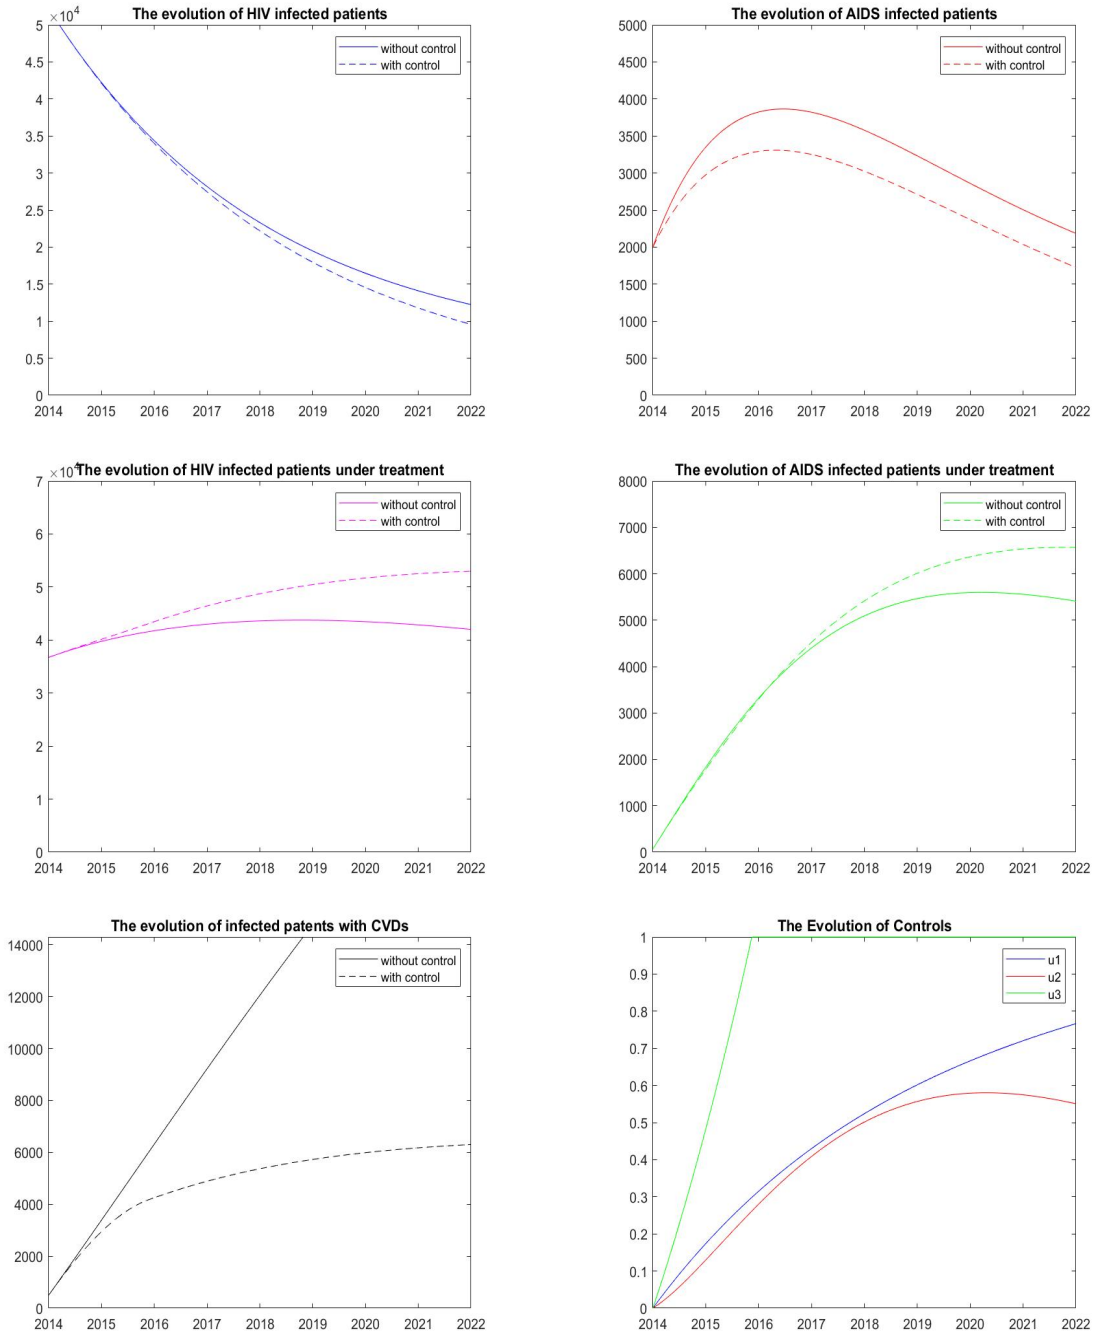 The evolution of HIV infected patients
×10⁴
5
4.5
4
3.5
3
2.5
2
1.5
1
0.5
0
2014 2015 2016 2017 2018 2019 2020 2021 2022
without control
with control
The evolution of AIDS infected patients
5000
4500
4000
3500
3000
2500
2000
1500
1000
500
0
2014 2015 2016 2017 2018 2019 2020 2021 2022
without control
with control
The evolution of HIV infected patients under treatment
×10⁴
7
6
5
4
3
2
1
0
2014 2015 2016 2017 2018 2019 2020 2021 2022
without control
with control
The evolution of AIDS infected patients under treatment
8000
7000
6000
5000
4000
3000
2000
1000
0
2014 2015 2016 2017 2018 2019 2020 2021 2022
without control
with control
The evolution of infected patents with CVDs
14000
12000
10000
8000
6000
4000
2000
0
2014 2015 2016 2017 2018 2019 2020 2021 2022
without control
with control
The Evolution of Controls
1
0.9
0.8
0.7
0.6
0.5
0.4
0.3
0.2
0.1
0
2014 2015 2016 2017 2018 2019 2020 2021 2022
u1
u2
u3